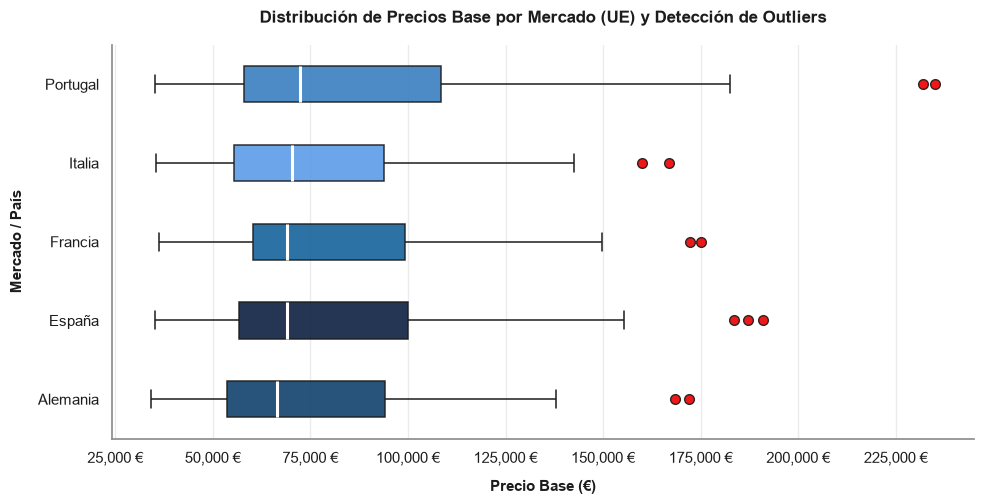 Distribución de Precios Base por Mercado (UE) y Detección de Outliers
Mercado / País
Portugal
Italia
Francia
España
Alemania
25,000 € 50,000 € 75,000 € 100,000 € 125,000 € 150,000 € 175,000 € 200,000 € 225,000 €
Precio Base (€)